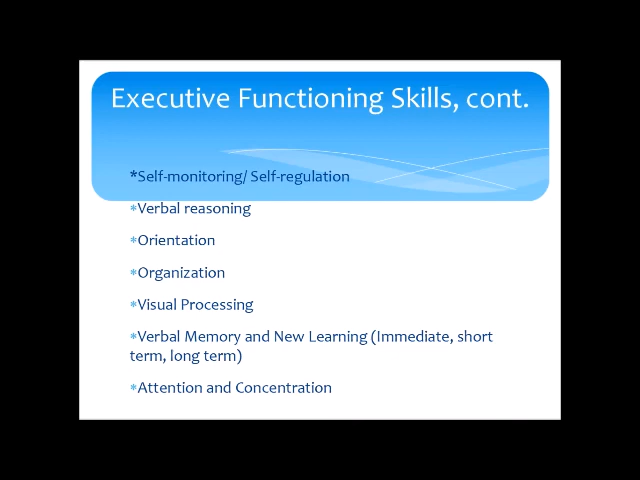 Executive Functioning Skills, cont.
*Self-monitoring/ Self-regulation
*Verbal reasoning
*Orientation
*Organization
*Visual Processing
*Verbal Memory and New Learning (Immediate, short
term, long term)
*Attention and Concentration